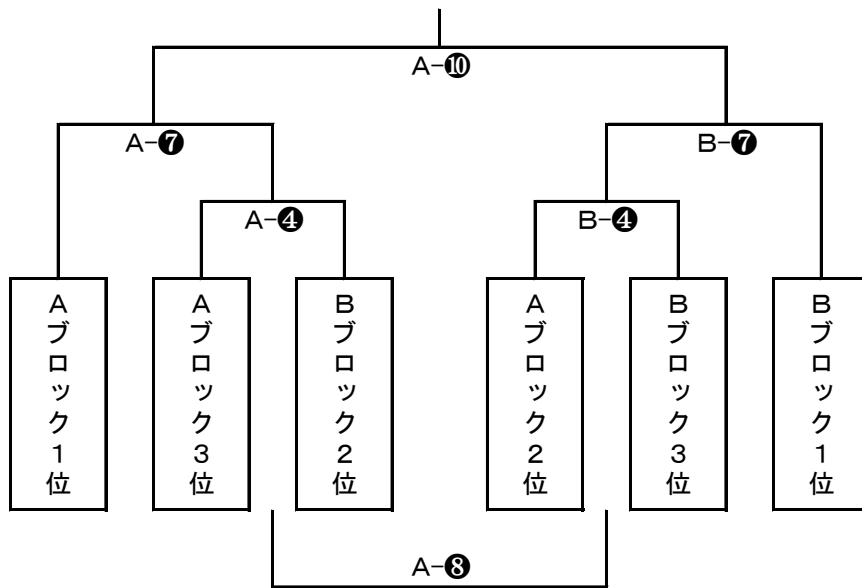 A-❿
A-❼
B-❼
A-❹
B-❹
Aブロック1位
Aブロック3位
Bブロック2位
Aブロック2位
Bブロック3位
Bブロック1位
A-❽